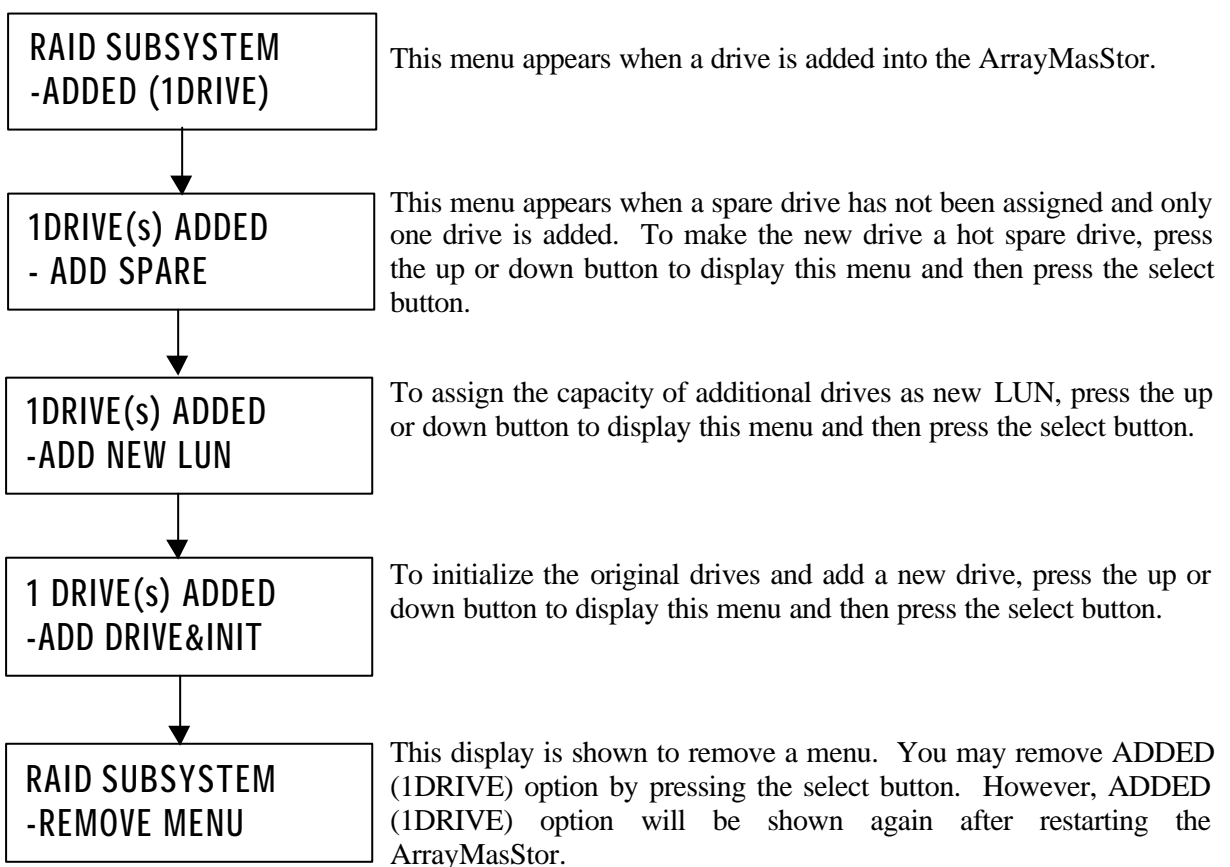 RAID SUBSYSTEM
-ADDED (1DRIVE)
This menu appears when a drive is added into the ArrayMasStor.
1DRIVE(s) ADDED
- ADD SPARE
This menu appears when a spare drive has not been assigned and only
one drive is added. To make the new drive a hot spare drive, press
the up or down button to display this menu and then press the select
button.
1DRIVE(s) ADDED
-ADD NEW LUN
To assign the capacity of additional drives as new LUN, press the up
or down button to display this menu and then press the select button.
1 DRIVE(s) ADDED
-ADD DRIVE&INIT
To initialize the original drives and add a new drive, press the up or
down button to display this menu and then press the select button.
RAID SUBSYSTEM
-REMOVE MENU
This display is shown to remove a menu. You may remove ADDED
(1DRIVE) option by pressing the select button. However, ADDED
(1DRIVE) option will be shown again after restarting the
ArrayMasStor.